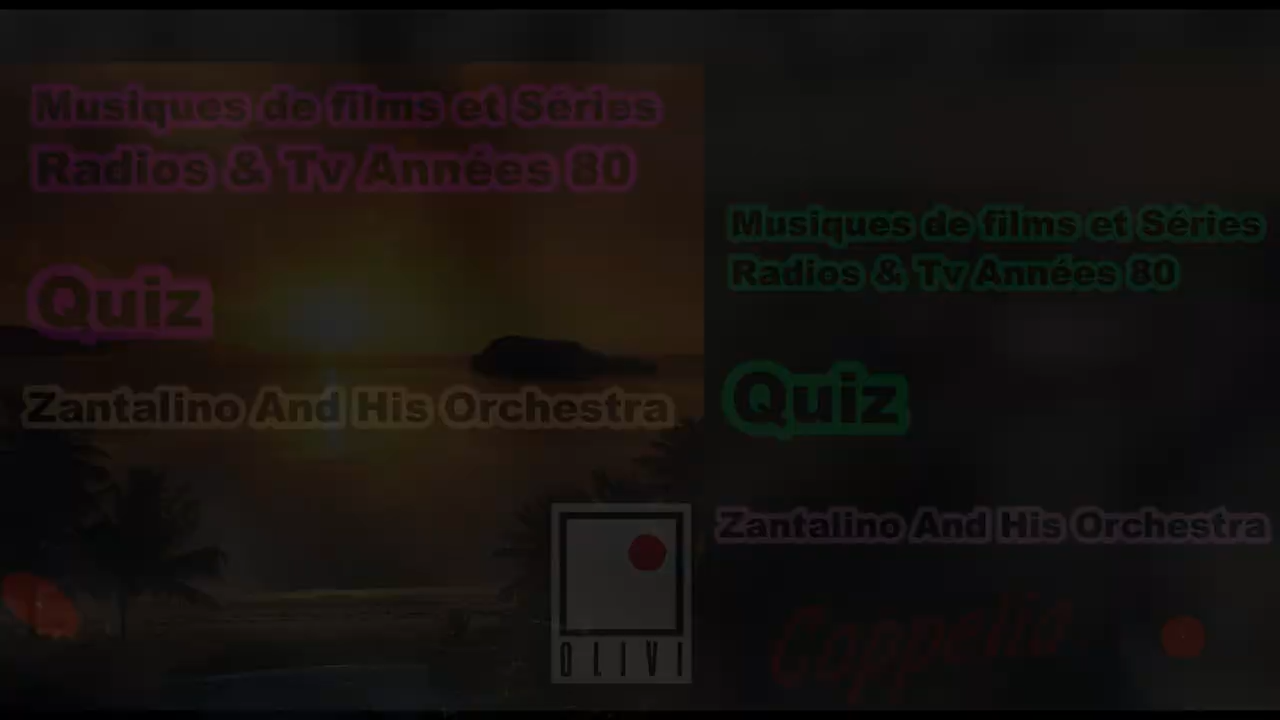 Musiques de films et Séries
Radios & Tv Années 80
Quiz
Zantalino And His Orchestra
OLIVI
Musiques de films et Séries
Radios & Tv Années 80
Quiz
Zantalino And His Orchestra
Coppelia